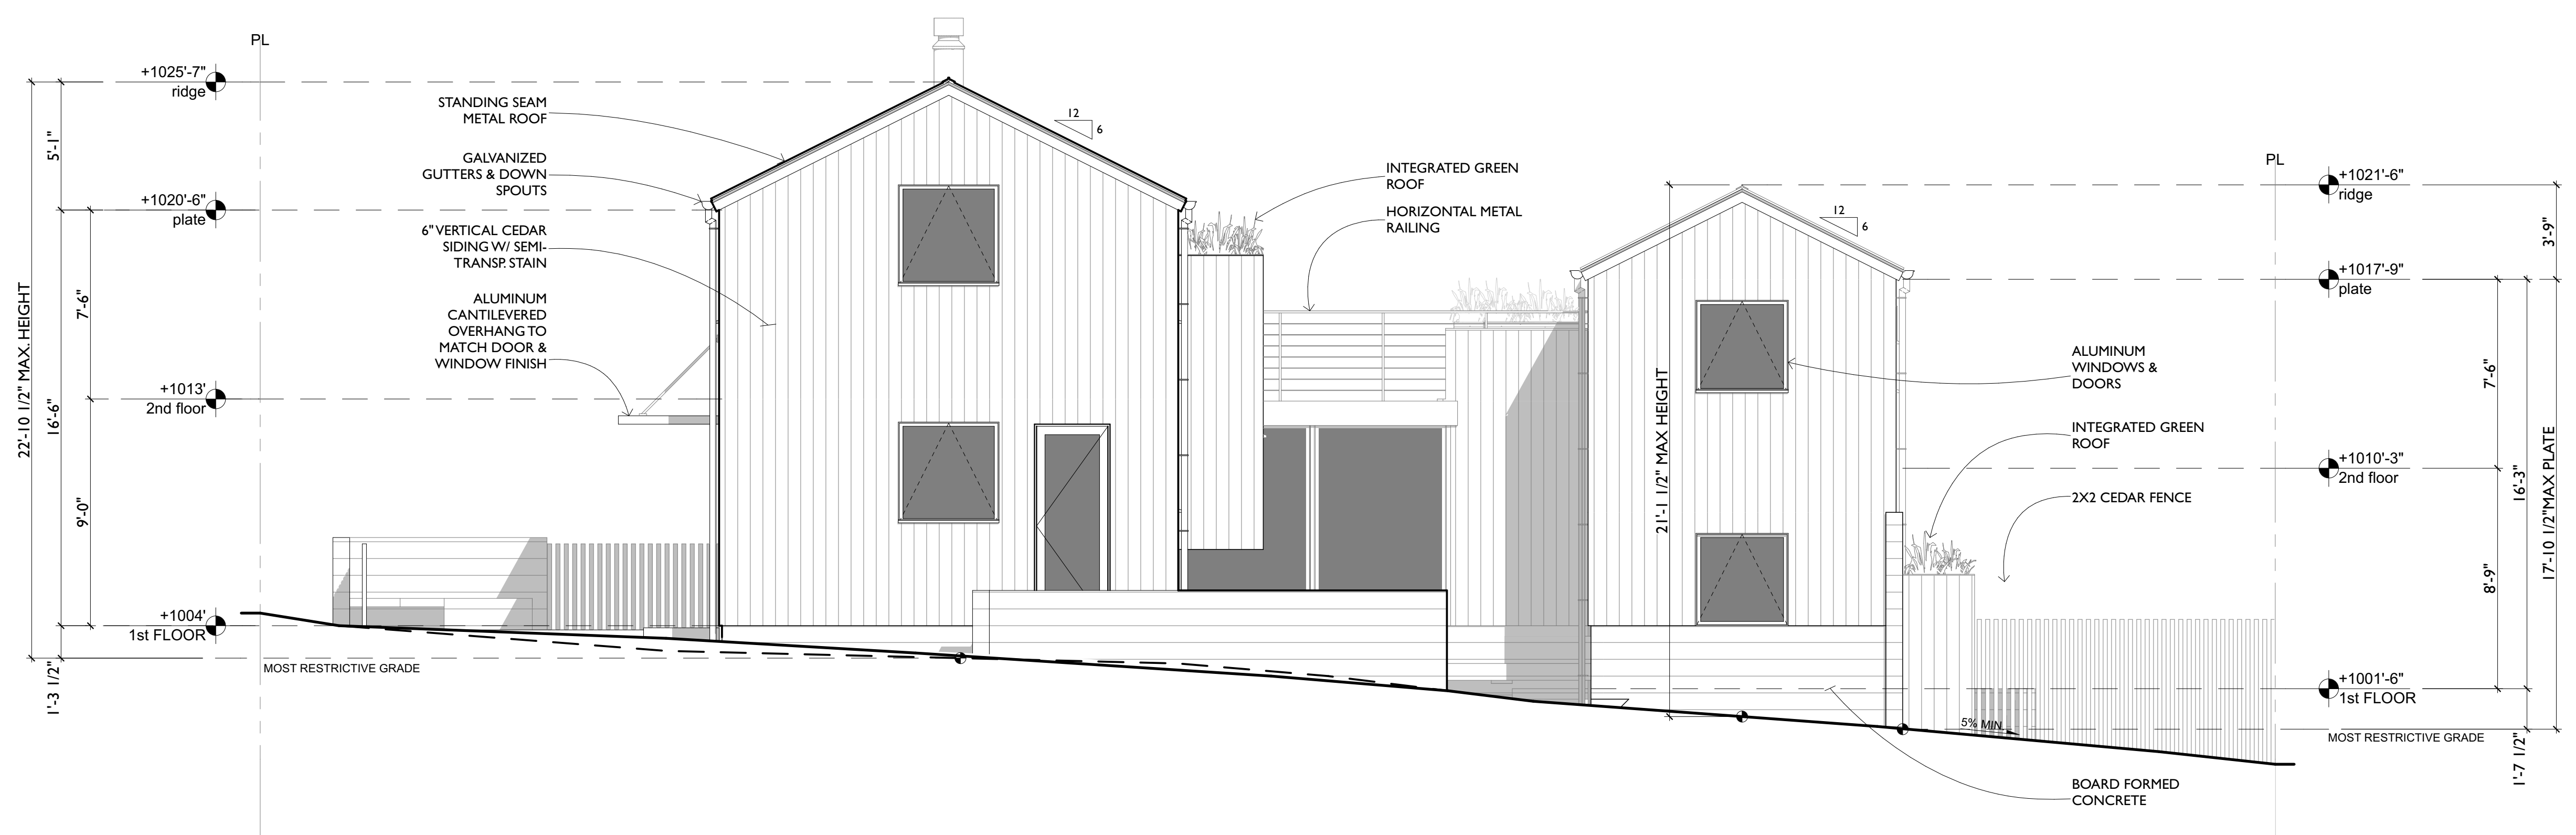 PL
+1025'-7"
ridge
+1020'-6"
plate
+1013'
2nd floor
+1004'
1st FLOOR
MOST RESTRICTIVE GRADE
22'-10 1/2" MAX. HEIGHT
5'-1"
16'-6"
1'-3 1/2"
7'-6"
9'-0"
STANDING SEAM
METAL ROOF
GALVANIZED
GUTTERS & DOWN
SPOUTS
6" VERTICAL CEDAR
SIDING W/ SEMI-
TRANSP. STAIN
ALUMINUM
CANTILEVERED
OVERHANG TO
MATCH DOOR &
WINDOW FINISH
12
6
INTEGRATED GREEN
ROOF
HORIZONTAL METAL
RAILING
21'-1 1/2" MAX HEIGHT
12
6
ALUMINUM
WINDOWS &
DOORS
INTEGRATED GREEN
ROOF
2X2 CEDAR FENCE
5% MIN
BOARD FORMED
CONCRETE
PL
+1021'-6"
ridge
+1017'-9"
plate
+1010'-3"
2nd floor
+1001'-6"
1st FLOOR
MOST RESTRICTIVE GRADE
7'-6"
8'-9"
16'-3"
1'-7 1/2"
3'-9"
17'-10 1/2"MAX PLATE